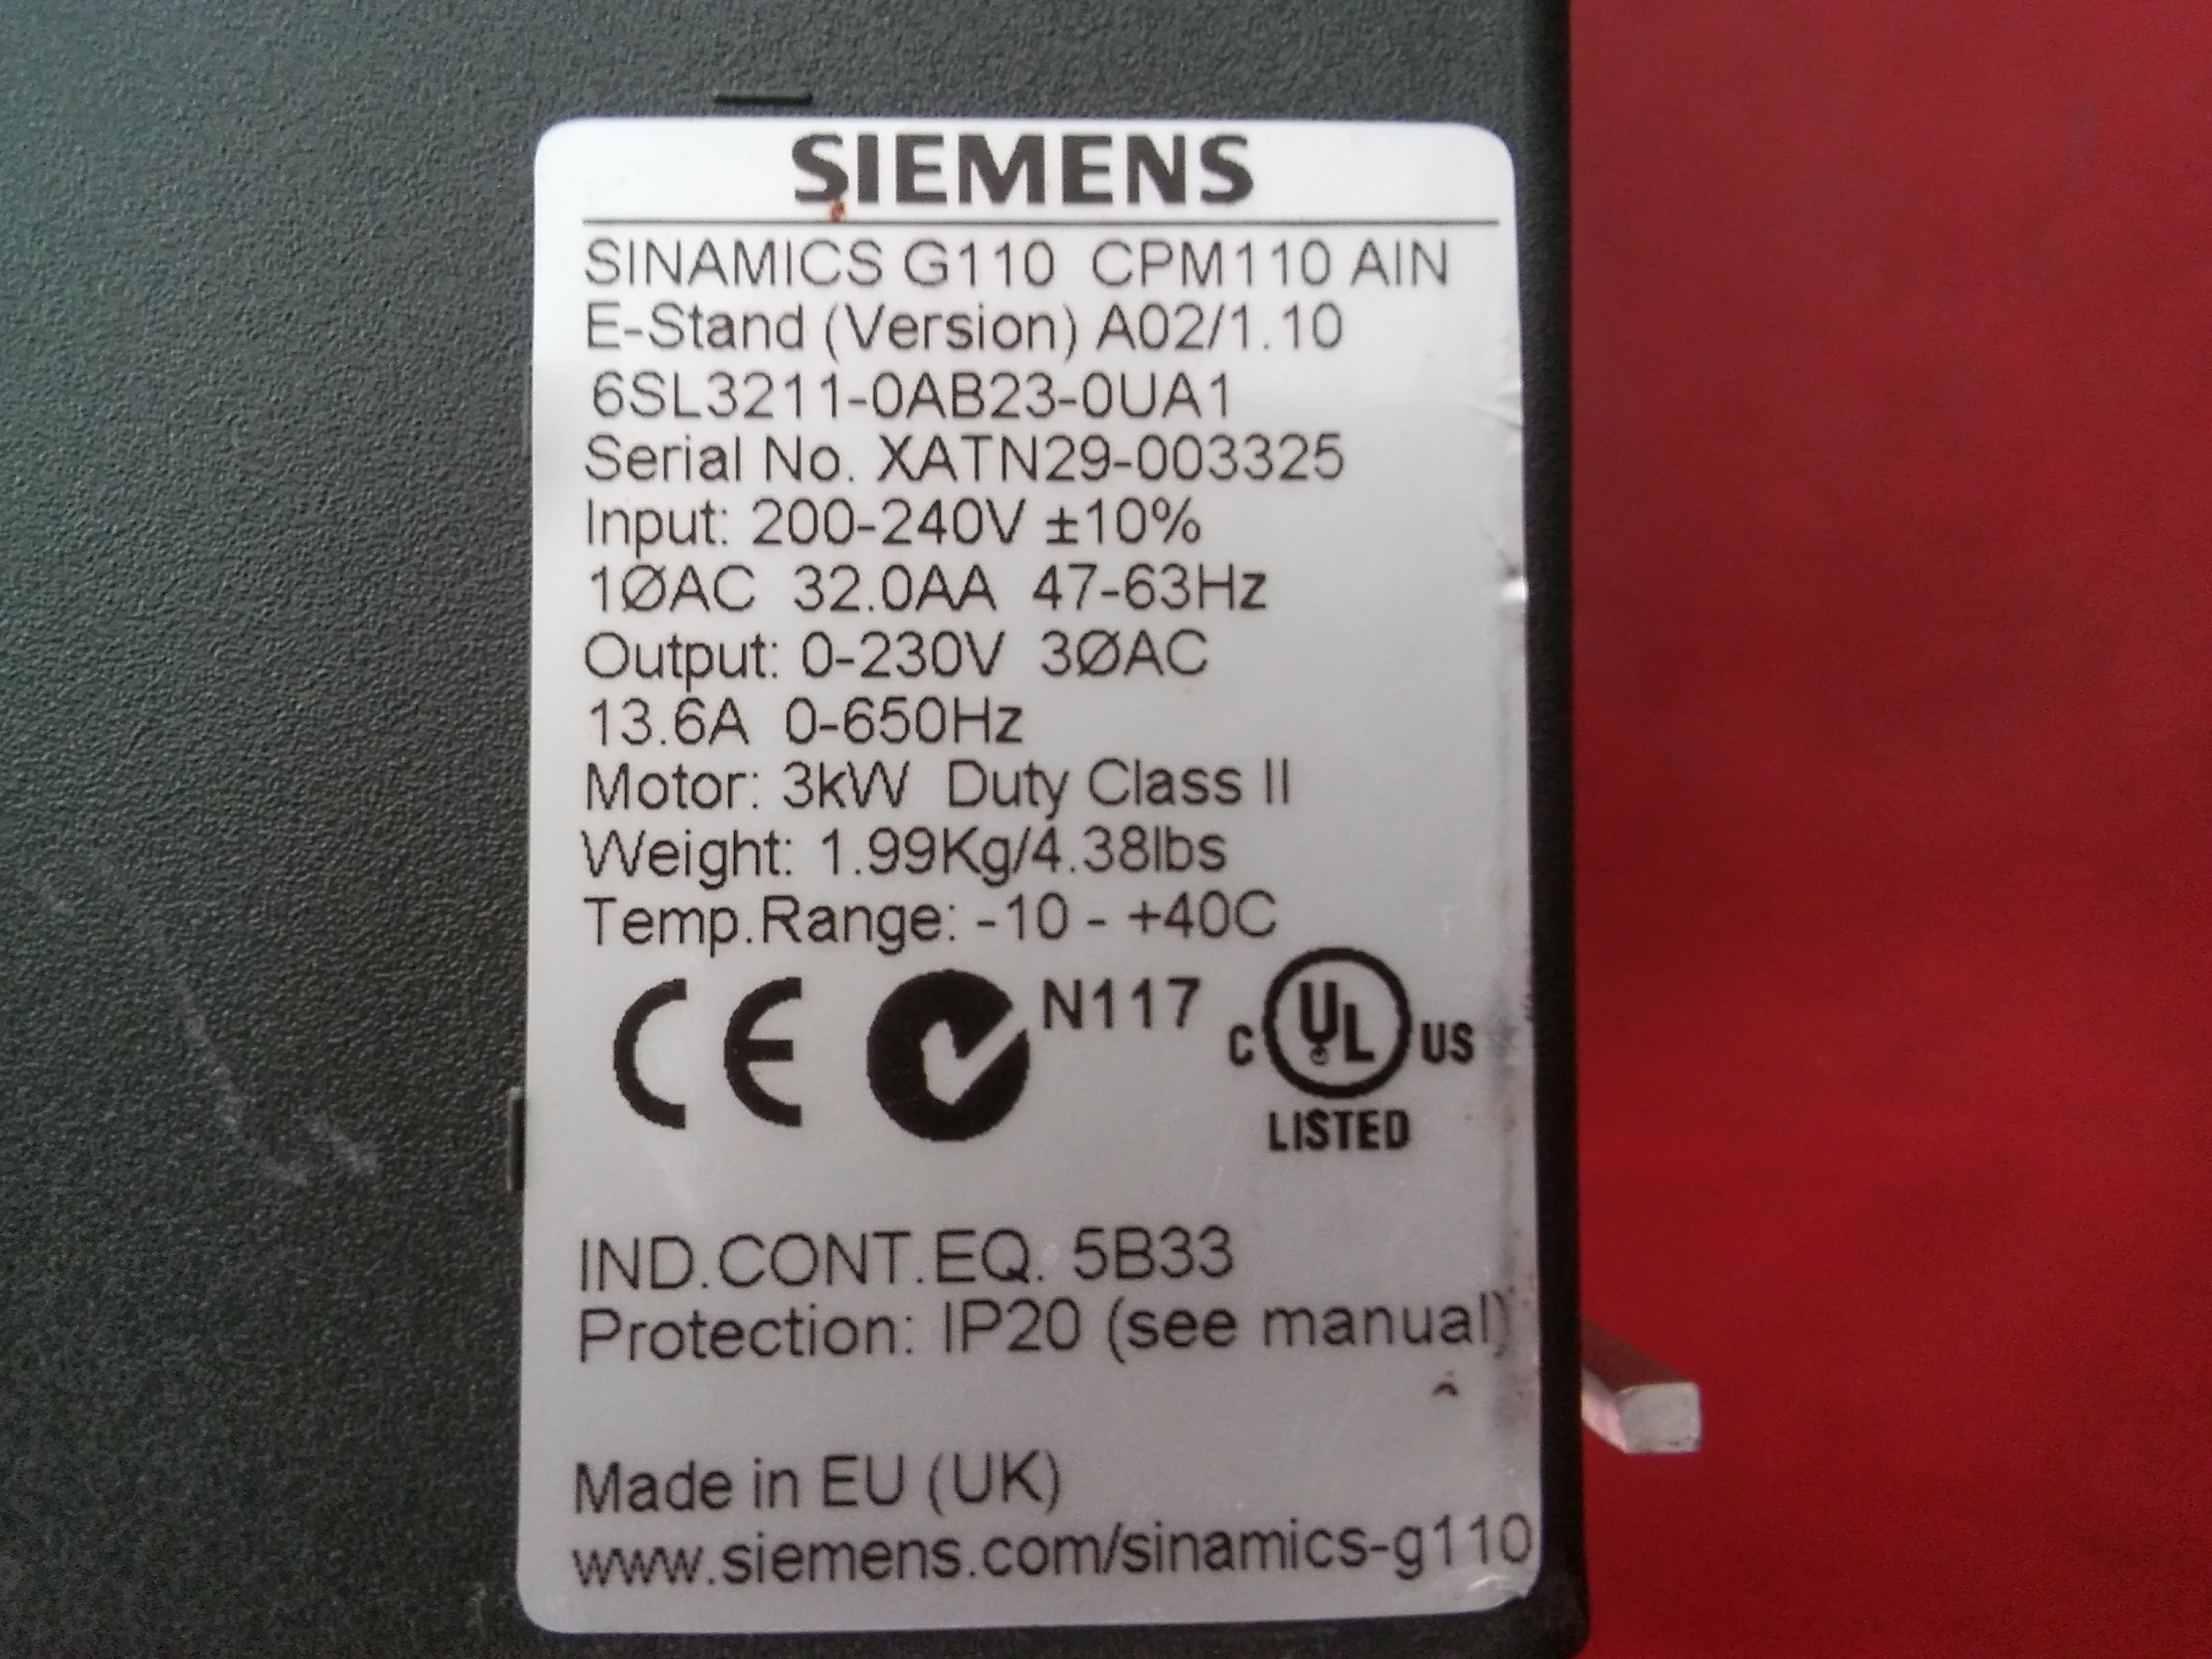 SIEMENS
SINAMICS G110 CPM110 AIN
E-Stand (Version) A02/1.10
6SL3211-0AB23-0UA1
Serial No. XATN29-003325
Input: 200-240V ±10%
1ØAC 32.0AA 47-63Hz
Output: 0-230V 3ØAC
13.6A 0-650Hz
Motor: 3kW Duty Class II
Weight: 1.99Kg/4.38lbs
Temp.Range: -10 - +40C
CE N117 C UL US
LISTED
IND.CONT.EQ. 5B33
Protection: IP20 (see manual)
Made in EU (UK)
www.siemens.com/sinamics-g110